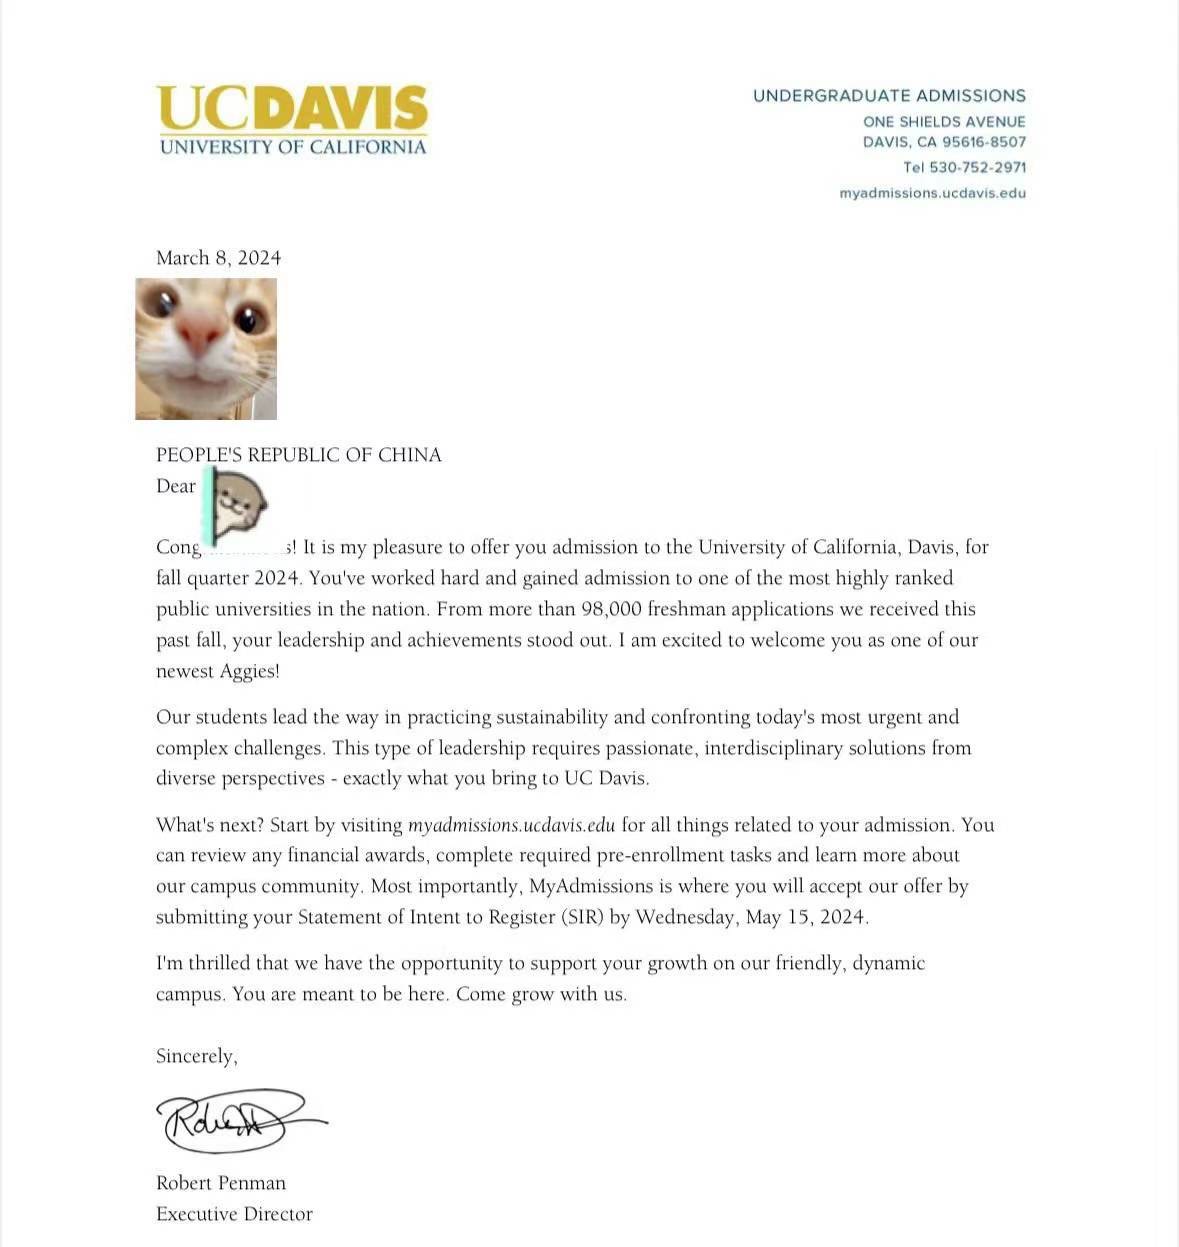 UCDAVIS
UNIVERSITY OF CALIFORNIA
UNDERGRADUATE ADMISSIONS
ONE SHIELDS AVENUE
DAVIS, CA 95616-8507
Tel 530-752-2971
myadmissions.ucdavis.edu
March 8, 2024
PEOPLE'S REPUBLIC OF CHINA
Dear
Cong s! It is my pleasure to offer you admission to the University of California, Davis, for
fall quarter 2024. You've worked hard and gained admission to one of the most highly ranked
public universities in the nation. From more than 98,000 freshman applications we received this
past fall, your leadership and achievements stood out. I am excited to welcome you as one of our
newest Aggies!
Our students lead the way in practicing sustainability and confronting today's most urgent and
complex challenges. This type of leadership requires passionate, interdisciplinary solutions from
diverse perspectives - exactly what you bring to UC Davis.
What's next? Start by visiting myadmissions.ucdavis.edu for all things related to your admission. You
can review any financial awards, complete required pre-enrollment tasks and learn more about
our campus community. Most importantly, MyAdmissions is where you will accept our offer by
submitting your Statement of Intent to Register (SIR) by Wednesday, May 15, 2024.
I'm thrilled that we have the opportunity to support your growth on our friendly, dynamic
campus. You are meant to be here. Come grow with us.
Sincerely,
Robert Penman
Executive Director